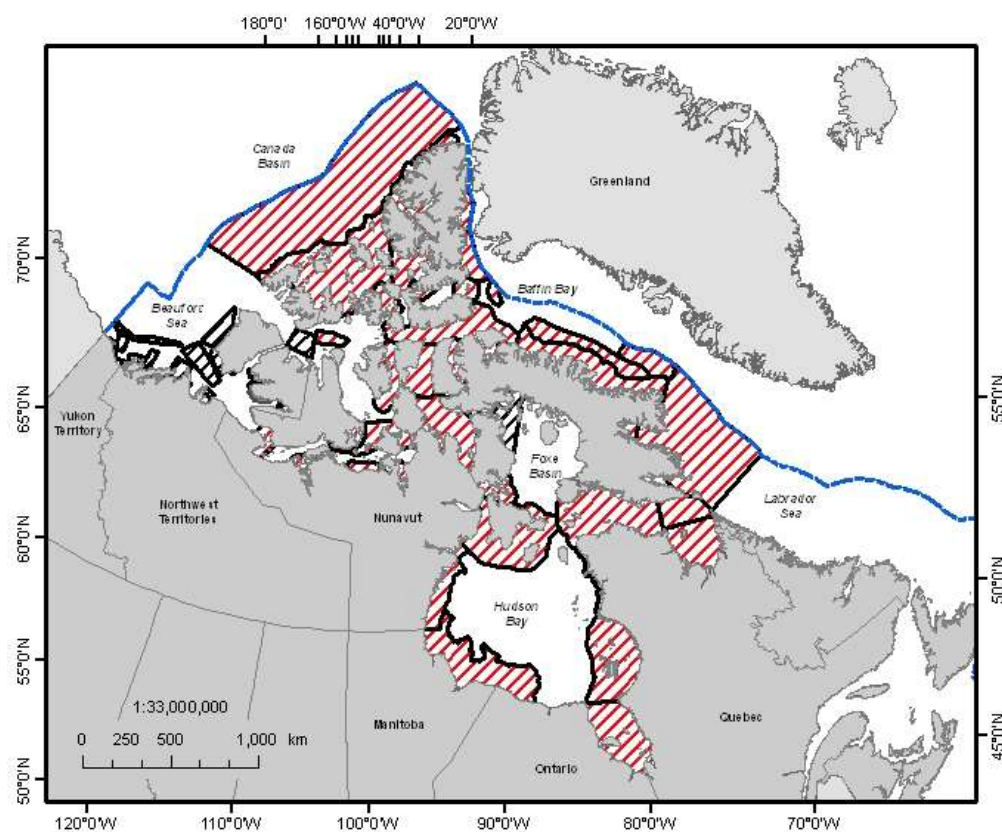 180°0' 160°0'W 40°0'W 20°0'W
Canada
Basin
Greenland
70°0'N
Baffin Bay
Beaufort
Sea
65°0'N
55°0'N
Yukon
Territory
Foxe
Basin
Northwest
Territories
Nunavut
Labrador
Sea
60°0'N
50°0'N
Hudson
Bay
55°0'N
1:33,000,000
Manitoba
Quebec
0 250 500 1,000 km
45°0'N
Ontario
50°0'N
120°0'W 110°0'W 100°0'W 90°0'W 80°0'W 70°0'W